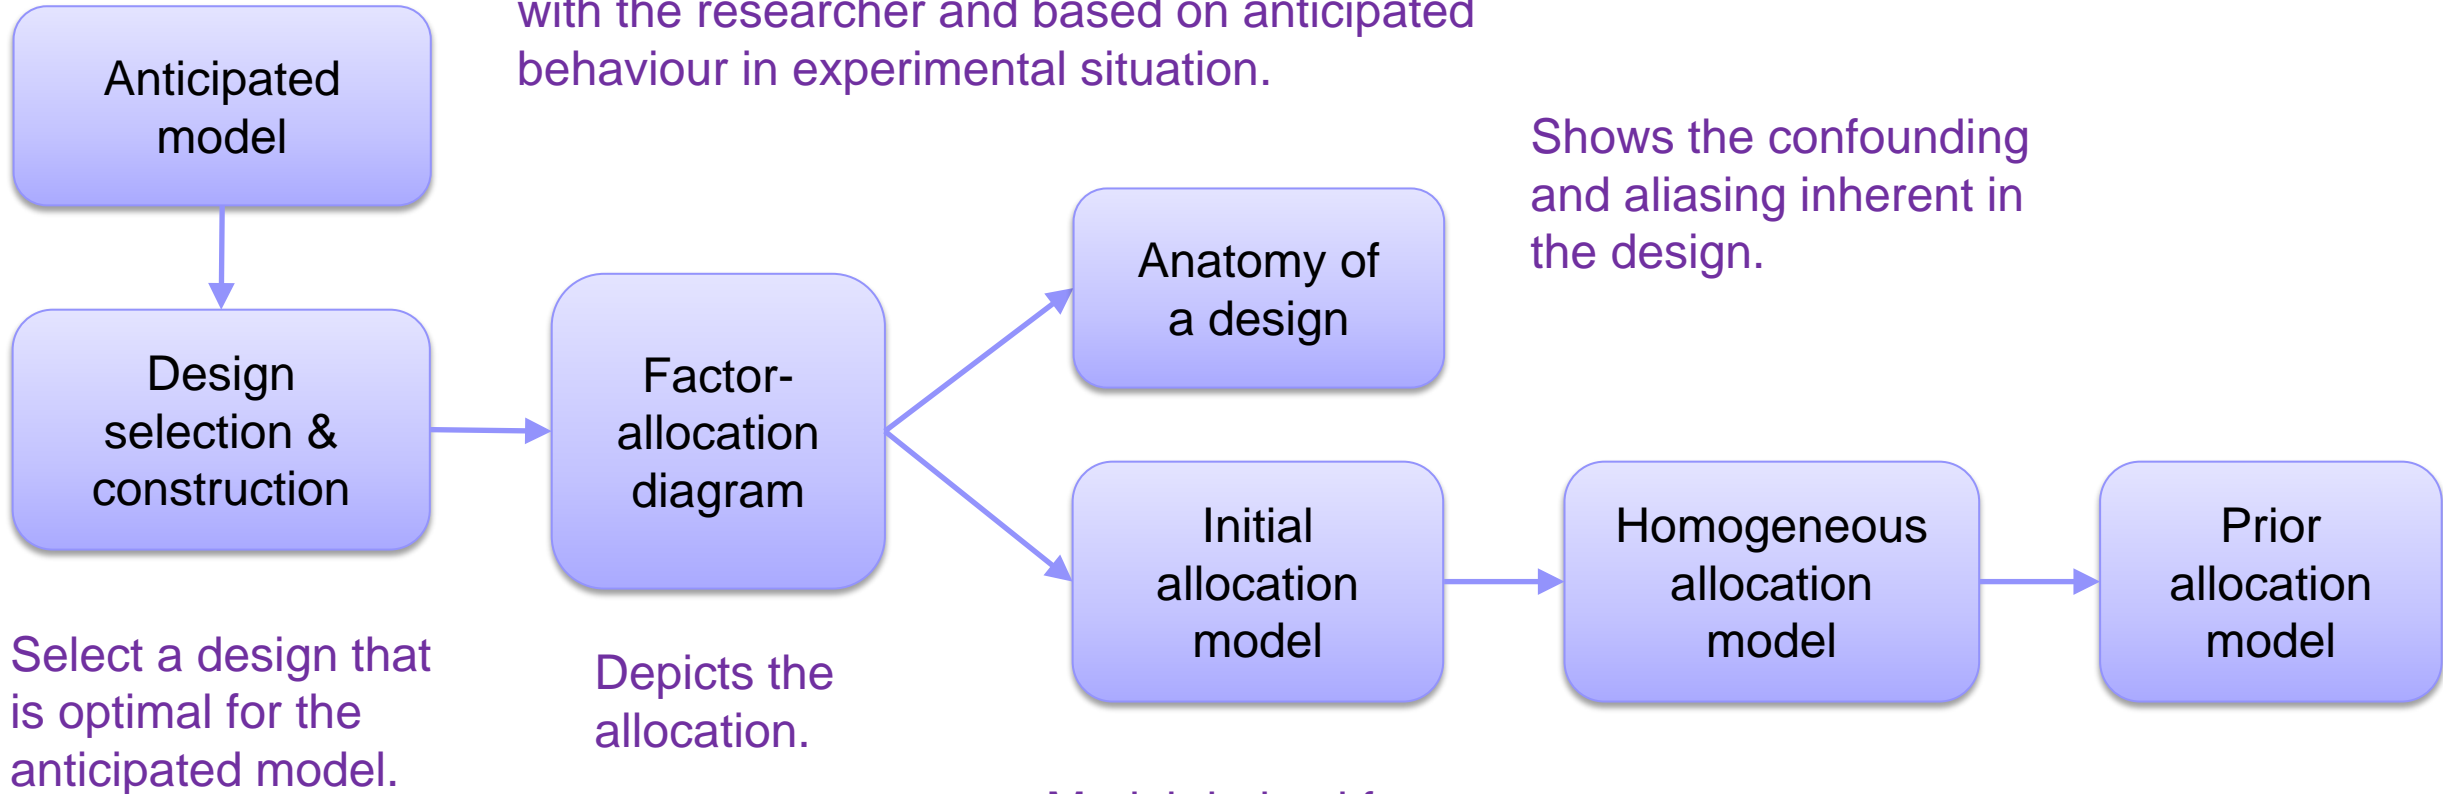 with the researcher and based on anticipated
behaviour in experimental situation.
Anticipated
model
Shows the confounding
and aliasing inherent in
the design.
Anatomy of
a design
Design
selection &
construction
Factor-
allocation
diagram
Initial
allocation
model
Homogeneous
allocation
model
Prior
allocation
model
Select a design that
is optimal for the
anticipated model.
Depicts the
allocation.